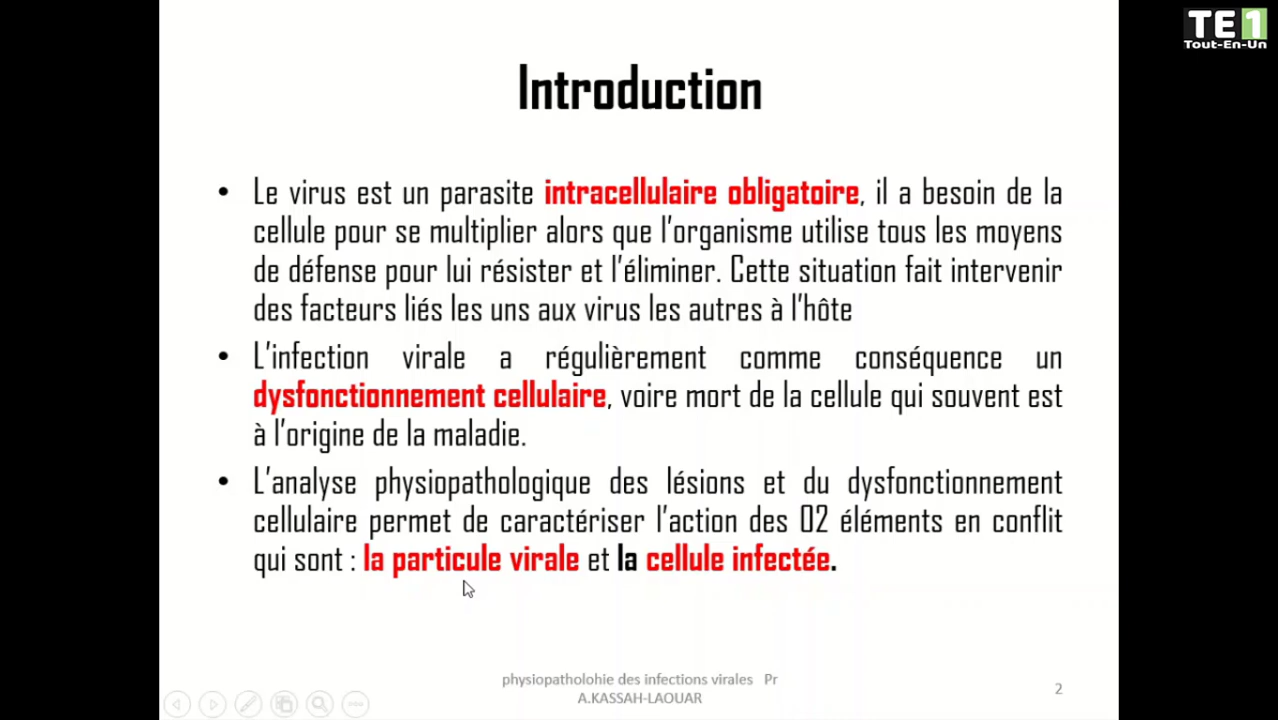 TE1
Tout-En-Un
Introduction
• Le virus est un parasite intracellulaire obligatoire, il a besoin de la
cellule pour se multiplier alors que l'organisme utilise tous les moyens
de défense pour lui résister et l'éliminer. Cette situation fait intervenir
des facteurs liés les uns aux virus les autres à l'hôte
• L'infection virale a régulièrement comme conséquence un
dysfonctionnement cellulaire, voire mort de la cellule qui souvent est
à l'origine de la maladie.
• L'analyse physiopathologique des lésions et du dysfonctionnement
cellulaire permet de caractériser l'action des 02 éléments en conflit
qui sont : la particule virale et la cellule infectée.
physiopatholohie des infections virales Pr
A.KASSAH-LAOUAR
2